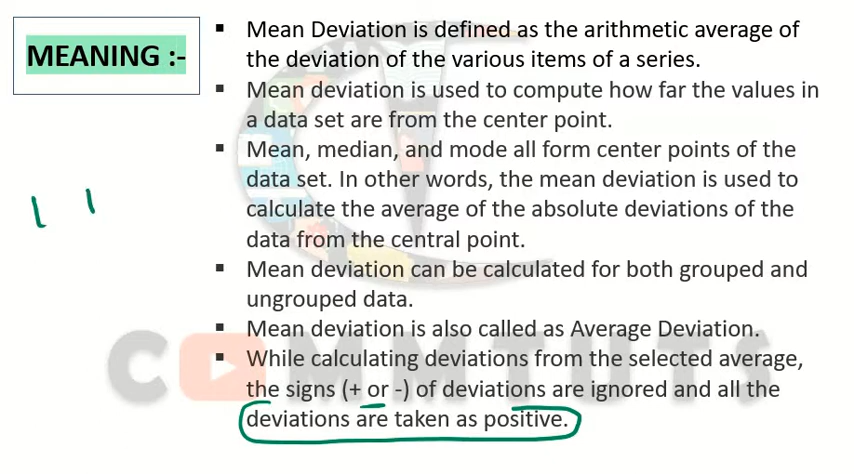 MEANING :-
▪ Mean Deviation is defined as the arithmetic average of
the deviation of the various items of a series.
▪ Mean deviation is used to compute how far the values in
a data set are from the center point.
▪ Mean, median, and mode all form center points of the
data set. In other words, the mean deviation is used to
calculate the average of the absolute deviations of the
data from the central point.
▪ Mean deviation can be calculated for both grouped and
ungrouped data.
▪ Mean deviation is also called as Average Deviation.
▪ While calculating deviations from the selected average,
the signs (+ or -) of deviations are ignored and all the
deviations are taken as positive.
COMMTUTS